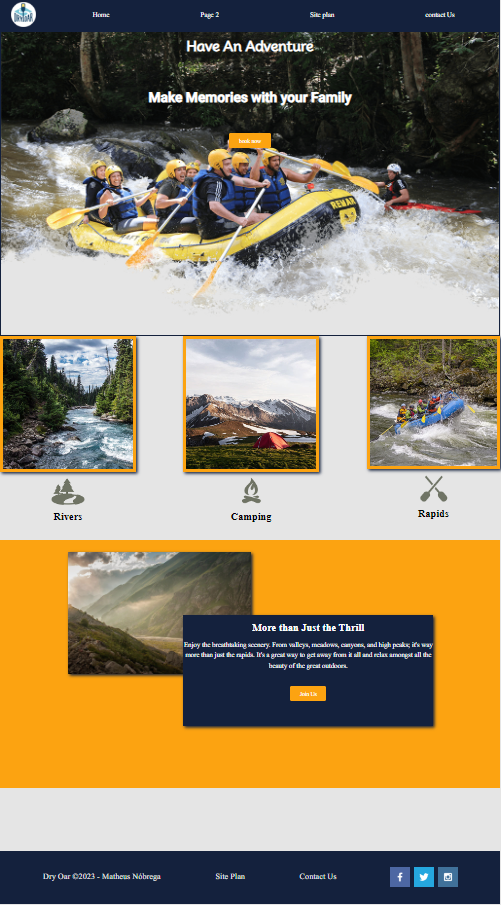 DRYOAR
Home
Page 2
Site plan
contact Us
Have An Adventure
Make Memories with your Family
book now
REMAR
Rivers
Camping
Rapids
More than Just the Thrill
Enjoy the breathtaking scenery. From valleys, meadows, canyons, and high peaks; it's way
more than just the rapids. It's a great way to get away from it all and relax amongst all the
beauty of the great outdoors.
Join Us
Dry Oar ©2023 - Matheus Nóbrega
Site Plan
Contact Us